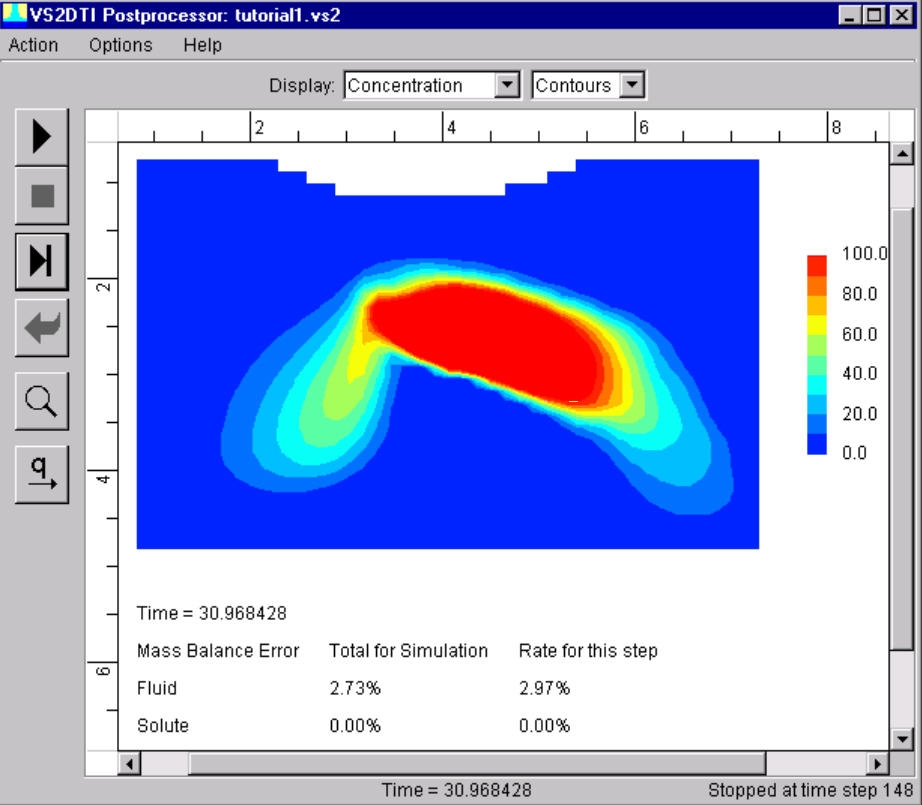 VS2DTI Postprocessor: tutorial1.vs2
Action Options Help
Display: Concentration Contours
2 4 6 8
2
4
6
100.0
80.0
60.0
40.0
20.0
0.0
q
Time = 30.968428
Mass Balance Error Total for Simulation Rate for this step
Fluid 2.73% 2.97%
Solute 0.00% 0.00%
Time = 30.968428 Stopped at time step 148